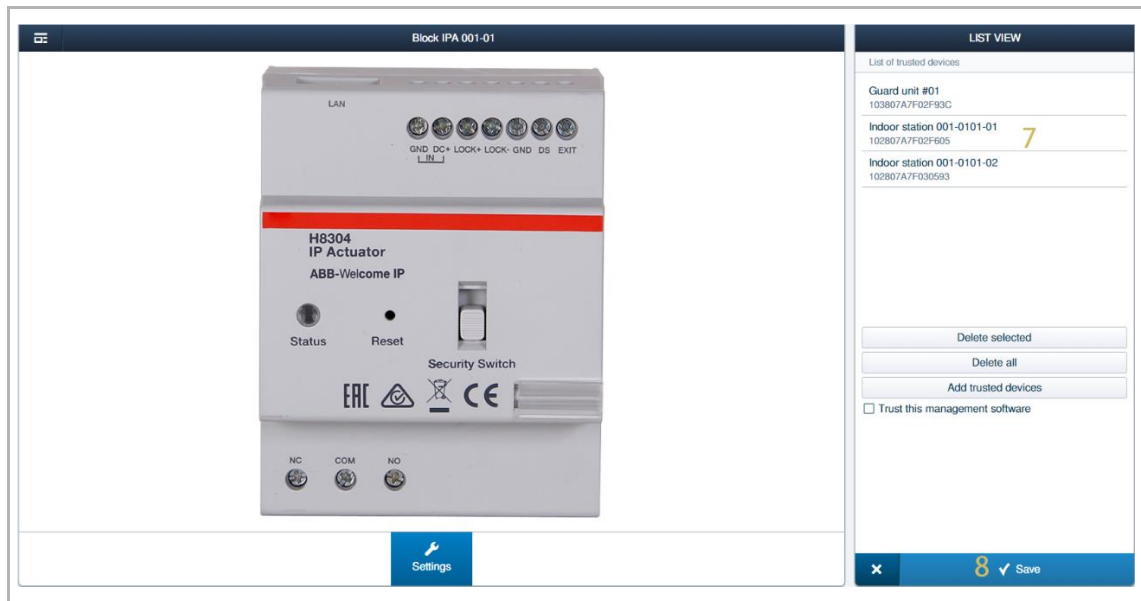 Block IPA 001-01
LAN
GND DC+ LOCK+ LOCK- GND DS EXIT
IN
H8304
IP Actuator
ABB-Welcome IP
Status Reset
Security Switch
EAC CE
NC COM NO
Settings
LIST VIEW
List of trusted devices
Guard unit #01
103807A7F02F93C
Indoor station 001-0101-01
102807A7F02F605
7
Indoor station 001-0101-02
102807A7F030593
Delete selected
Delete all
Add trusted devices
Trust this management software
8 Save